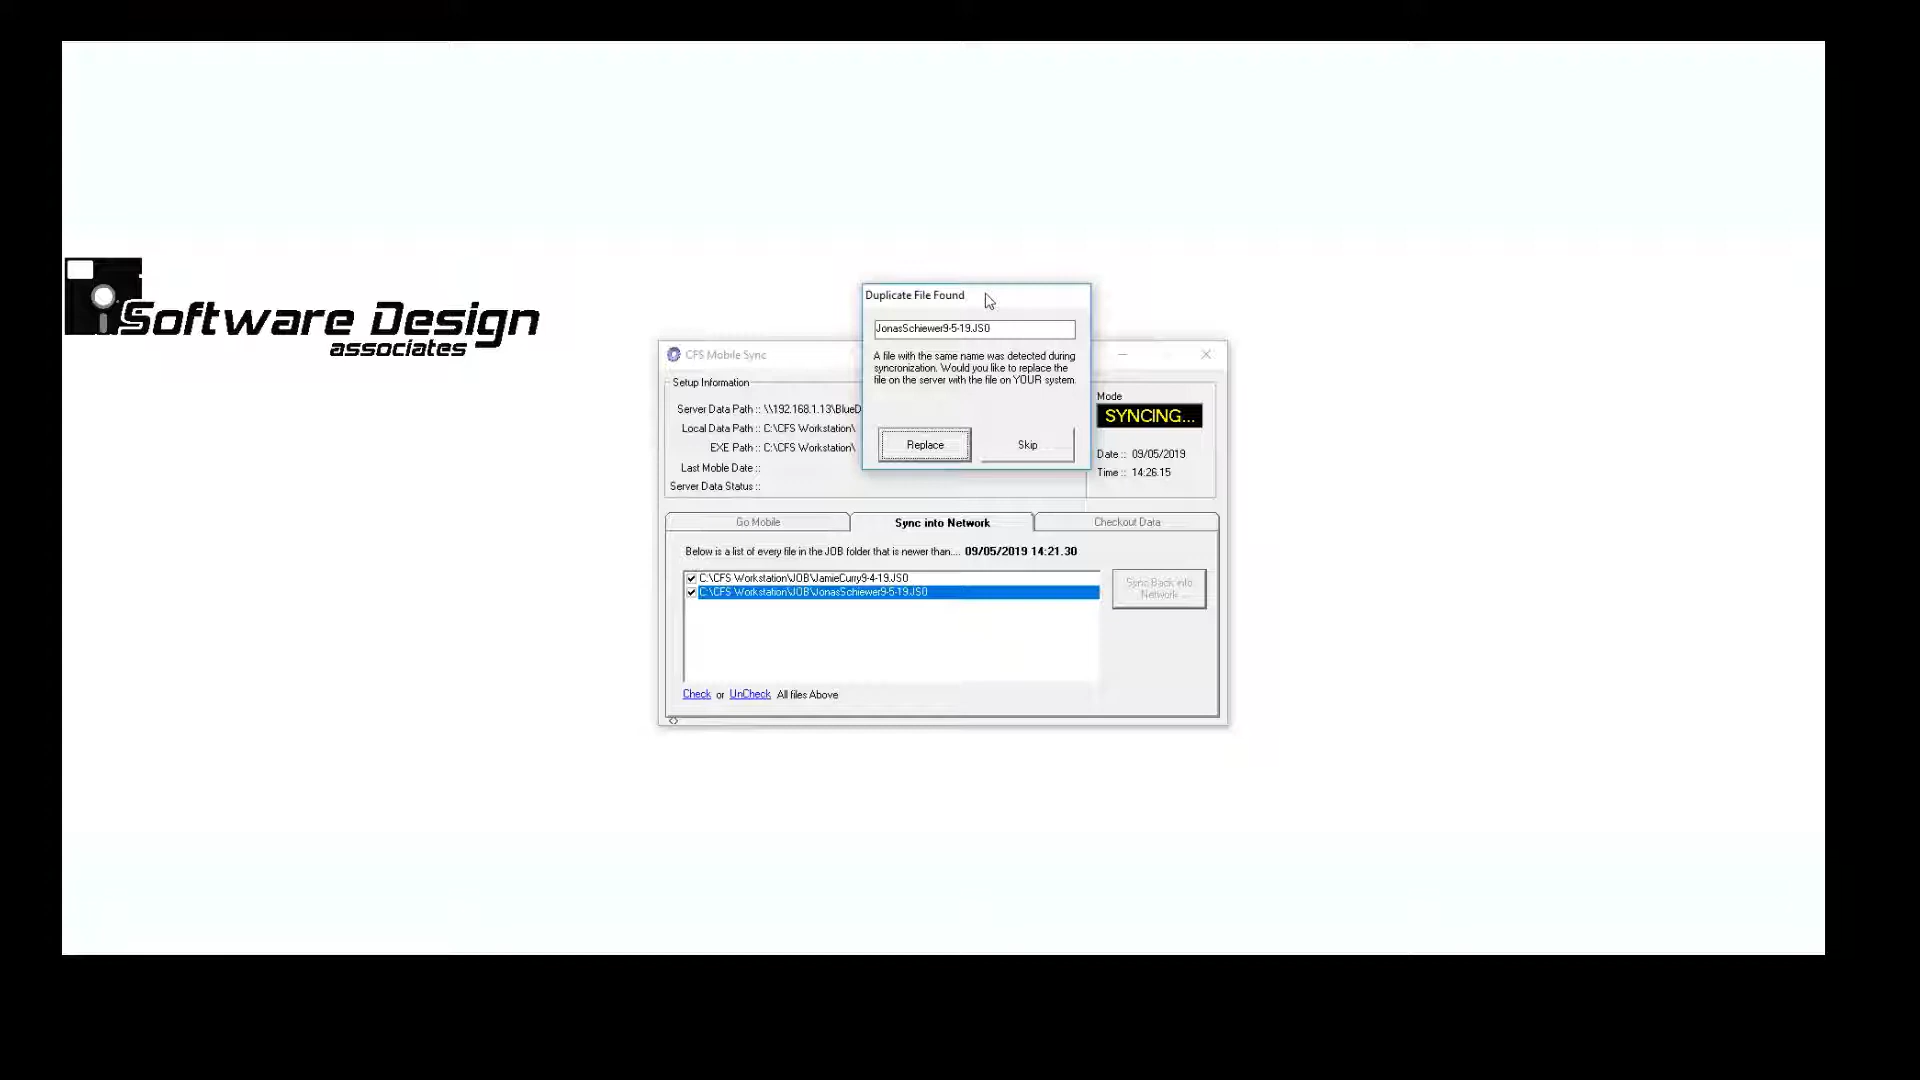 Software Design
associates
Duplicate File Found
JonasSchiewer9-5-19.JS0
A file with the same name was detected during
syncronization. Would you like to replace the
file on the server with the file on YOUR system.
Replace
Skip
CFS Mobile Sync
Setup Information
Server Data Path :: \\192.168.1.13\BlueD
Local Data Path :: C:\CFS Workstation\
EXE Path :: C:\CFS Workstation\
Last Moble Date ::
Server Data Status ::
Mode
SYNCING...
Date :: 09/05/2019
Time :: 14:26.15
Go Mobile
Sync into Network
Checkout Data
Below is a list of every file in the JOB folder that is newer than.... 09/05/2019 14:21.30
C:\CFS Workstation\JOB\JamieCurry9-4-19.JS0
C:\CFS Workstation\JOB\JonasSchiewer9-5-19.JS0
Sync Back into
Network ...
Check or UnCheck All files Above